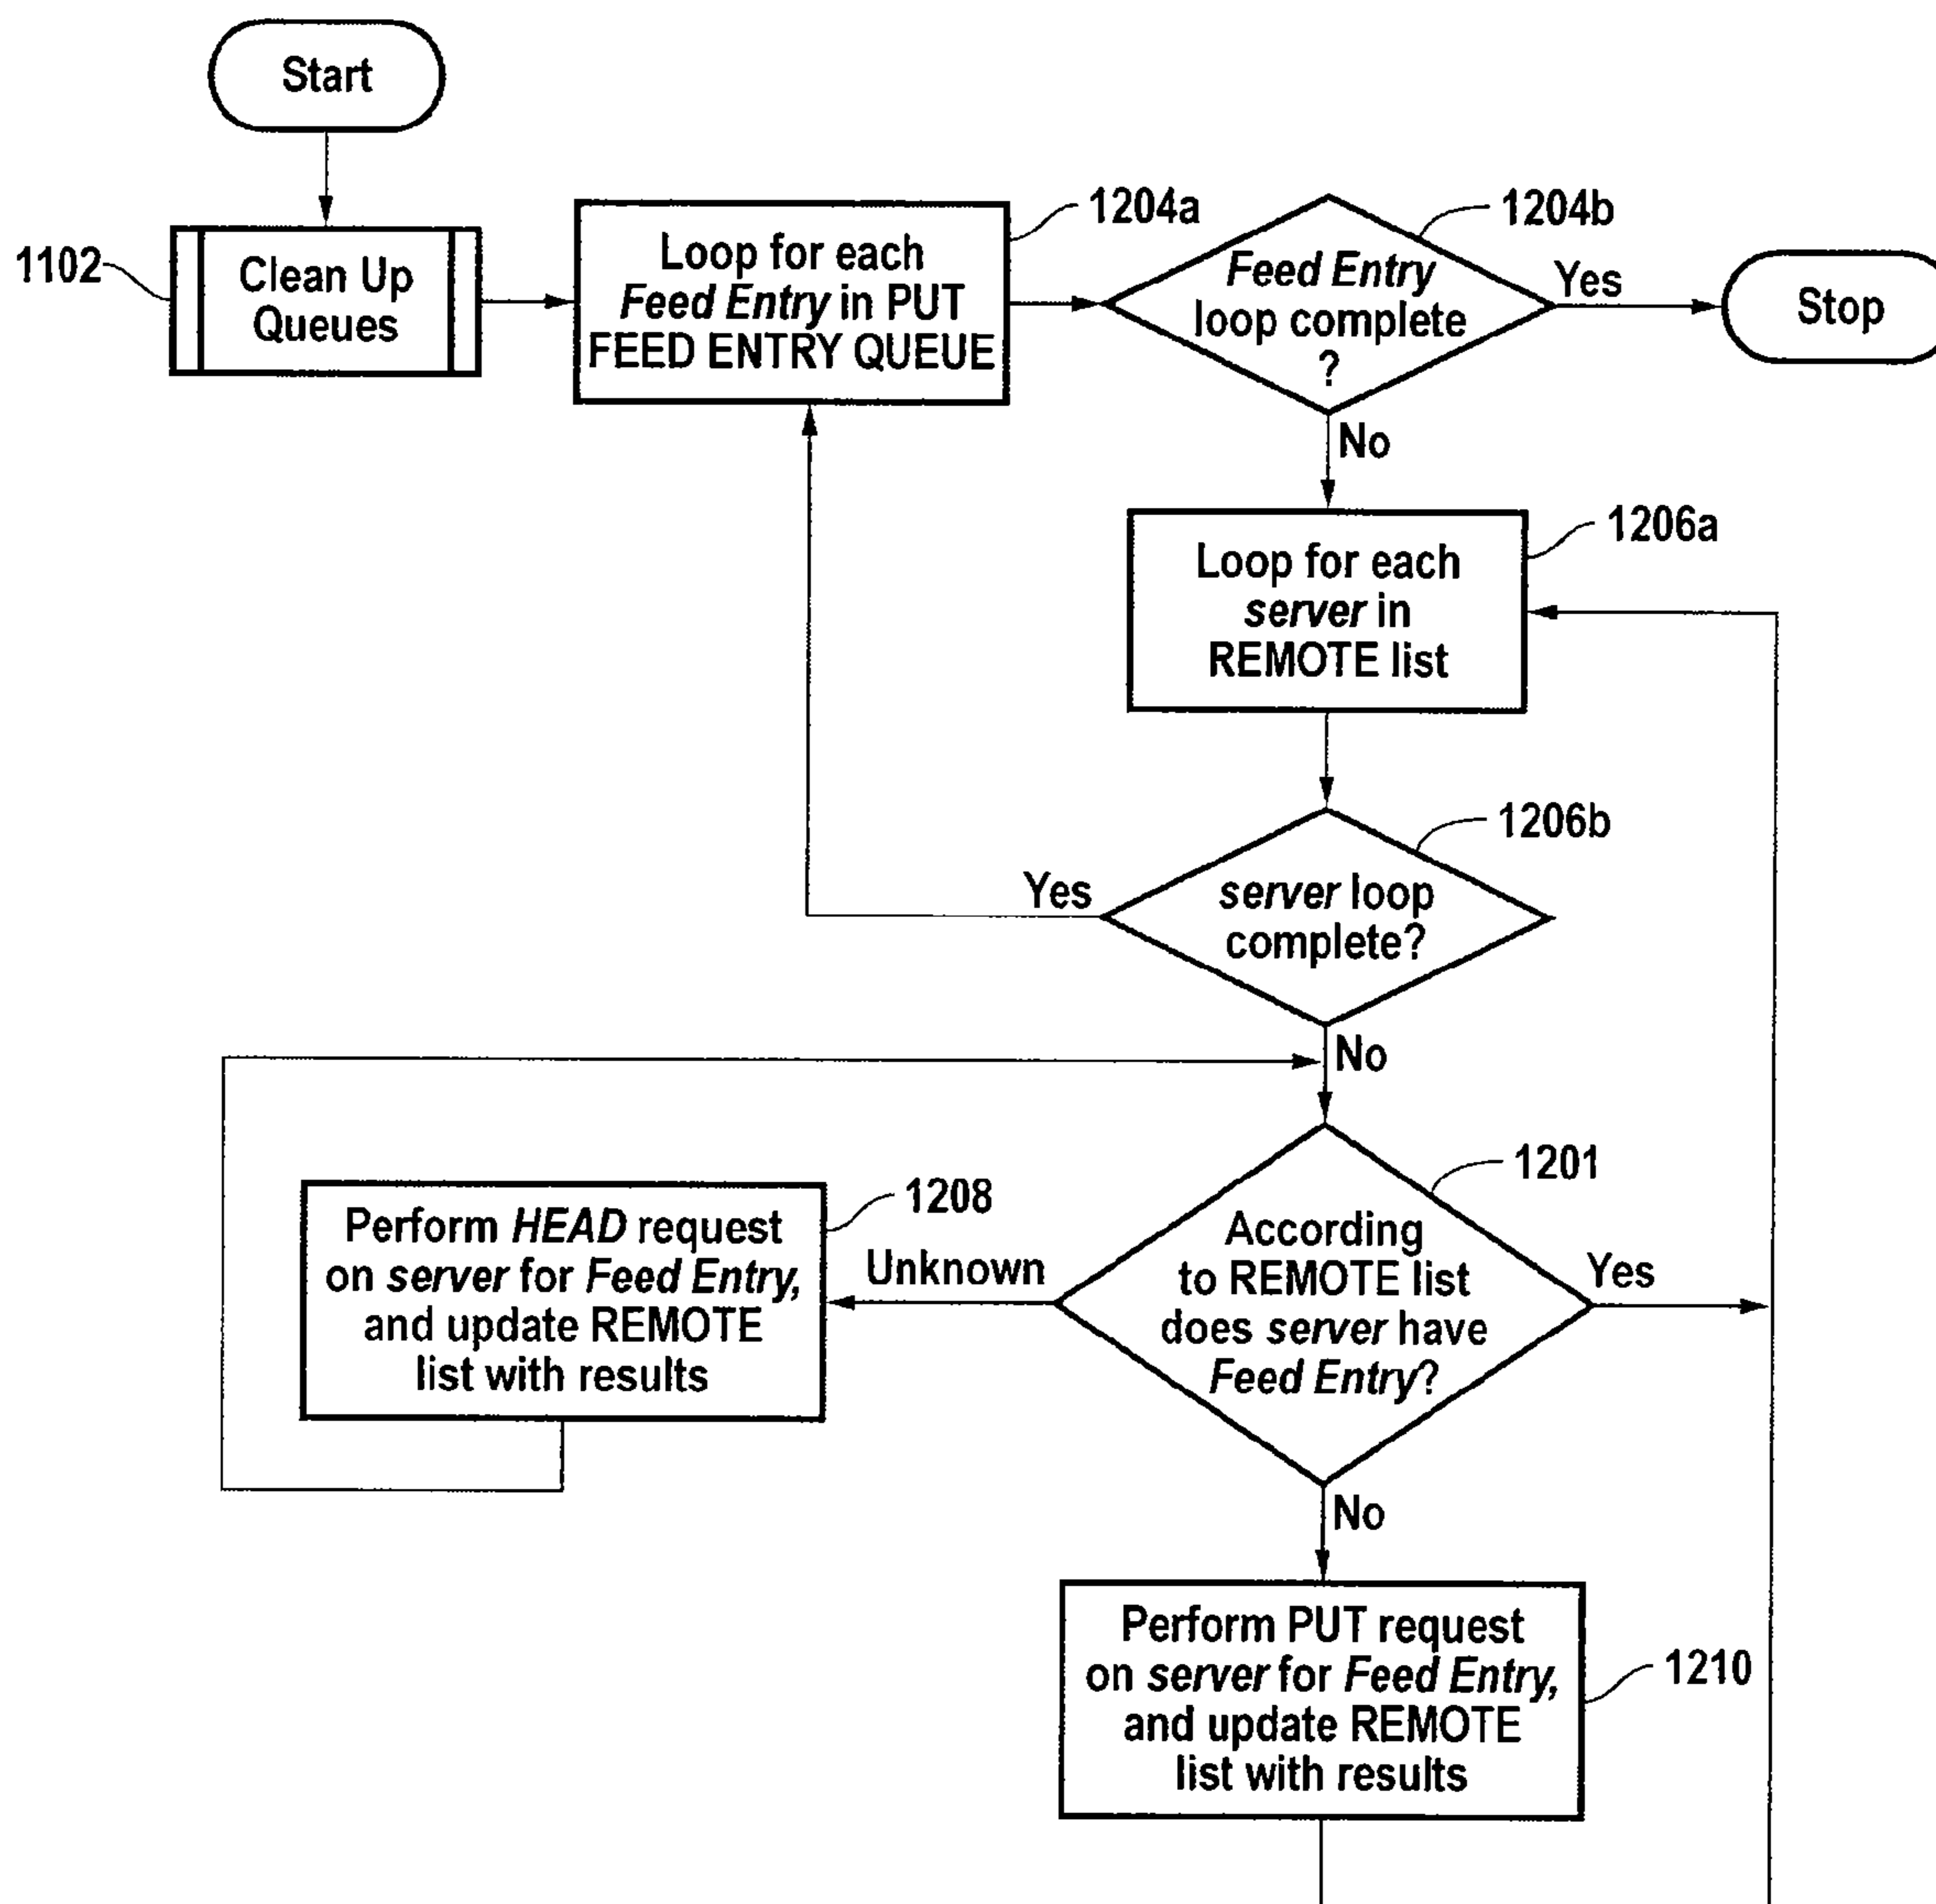 Start
1102
Clean Up
Queues
Loop for each
Feed Entry in PUT
FEED ENTRY QUEUE
1204a
Feed Entry
loop complete
?
1204b
Yes
Stop
No
Loop for each
server in
REMOTE list
1206a
server loop
complete?
1206b
Yes
No
According
to REMOTE list
does server have
Feed Entry?
1201
Unknown
Yes
Perform HEAD request
on server for Feed Entry,
and update REMOTE
list with results
1208
No
Perform PUT request
on server for Feed Entry,
and update REMOTE
list with results
1210